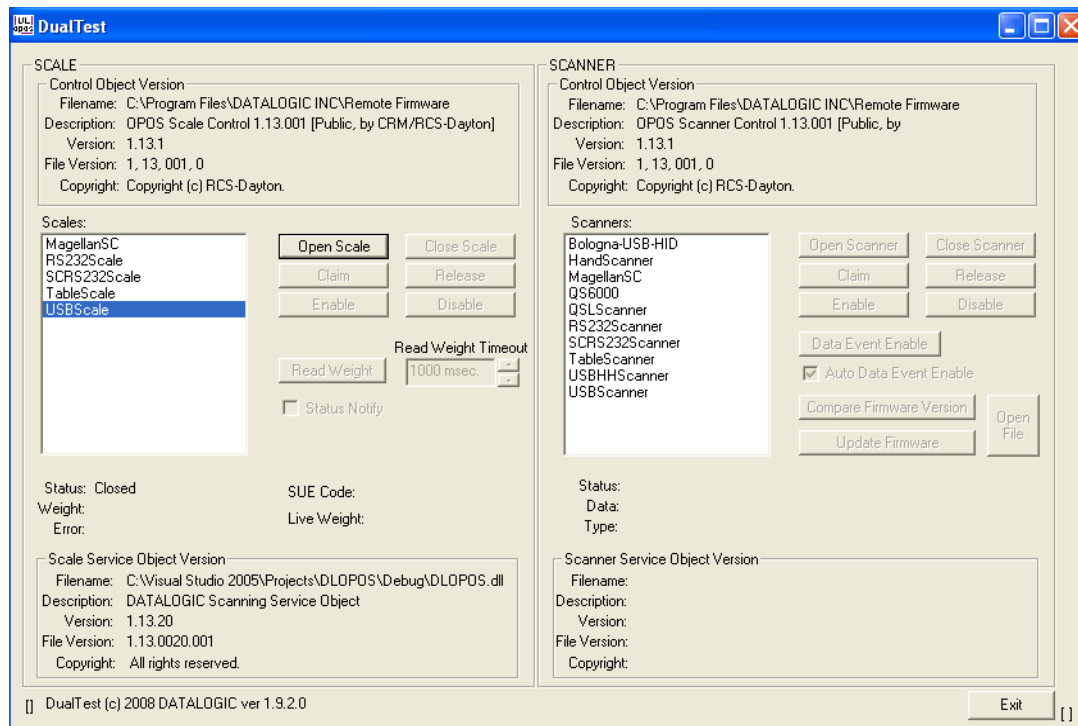 DualTest
SCALE
Control Object Version
Filename: C:\Program Files\DATALOGIC INC\Remote Firmware
Description: OPOS Scale Control 1.13.001 [Public, by CRM/RCS-Dayton]
Version: 1.13.1
File Version: 1, 13, 001, 0
Copyright: Copyright (c) RCS-Dayton.
Scales:
MagellanSC
RS232Scale
SCRS232Scale
TableScale
USBScale
Open Scale
Close Scale
Claim
Release
Enable
Disable
Read Weight Timeout
Read Weight
1000 msec.
Status Notify
Status: Closed
Weight:
Error:
SUE Code:
Live Weight:
Scale Service Object Version
Filename: C:\Visual Studio 2005\Projects\DLOPOS\Debug\DLOPOS.dll
Description: DATALOGIC Scanning Service Object
Version: 1.13.20
File Version: 1.13.0020.001
Copyright: All rights reserved.
SCANNER
Control Object Version
Filename: C:\Program Files\DATALOGIC INC\Remote Firmware
Description: OPOS Scanner Control 1.13.001 [Public, by
Version: 1.13.1
File Version: 1, 13, 001, 0
Copyright: Copyright (c) RCS-Dayton.
Scanners:
Bologna-USB-HID
HandScanner
MagellanSC
QS6000
QSLScanner
RS232Scanner
SCRS232Scanner
TableScanner
USBHHScanner
USBScanner
Open Scanner
Close Scanner
Claim
Release
Enable
Disable
Data Event Enable
Auto Data Event Enable
Compare Firmware Version
Update Firmware
Open
File
Status:
Data:
Type:
Scanner Service Object Version
Filename:
Description:
Version:
File Version:
Copyright:
[] DualTest (c) 2008 DATALOGIC ver 1.9.2.0
Exit
[ ]